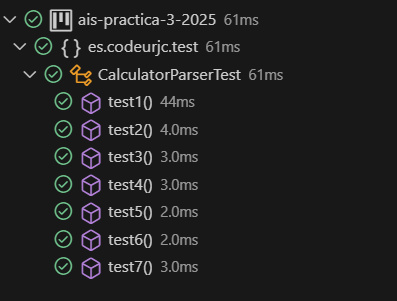 ais-practica-3-2025 61ms
{ } es.codeurjc.test 61ms
CalculatorParserTest 61ms
test1() 44ms
test2() 4.0ms
test3() 3.0ms
test4() 3.0ms
test5() 2.0ms
test6() 2.0ms
test7() 3.0ms